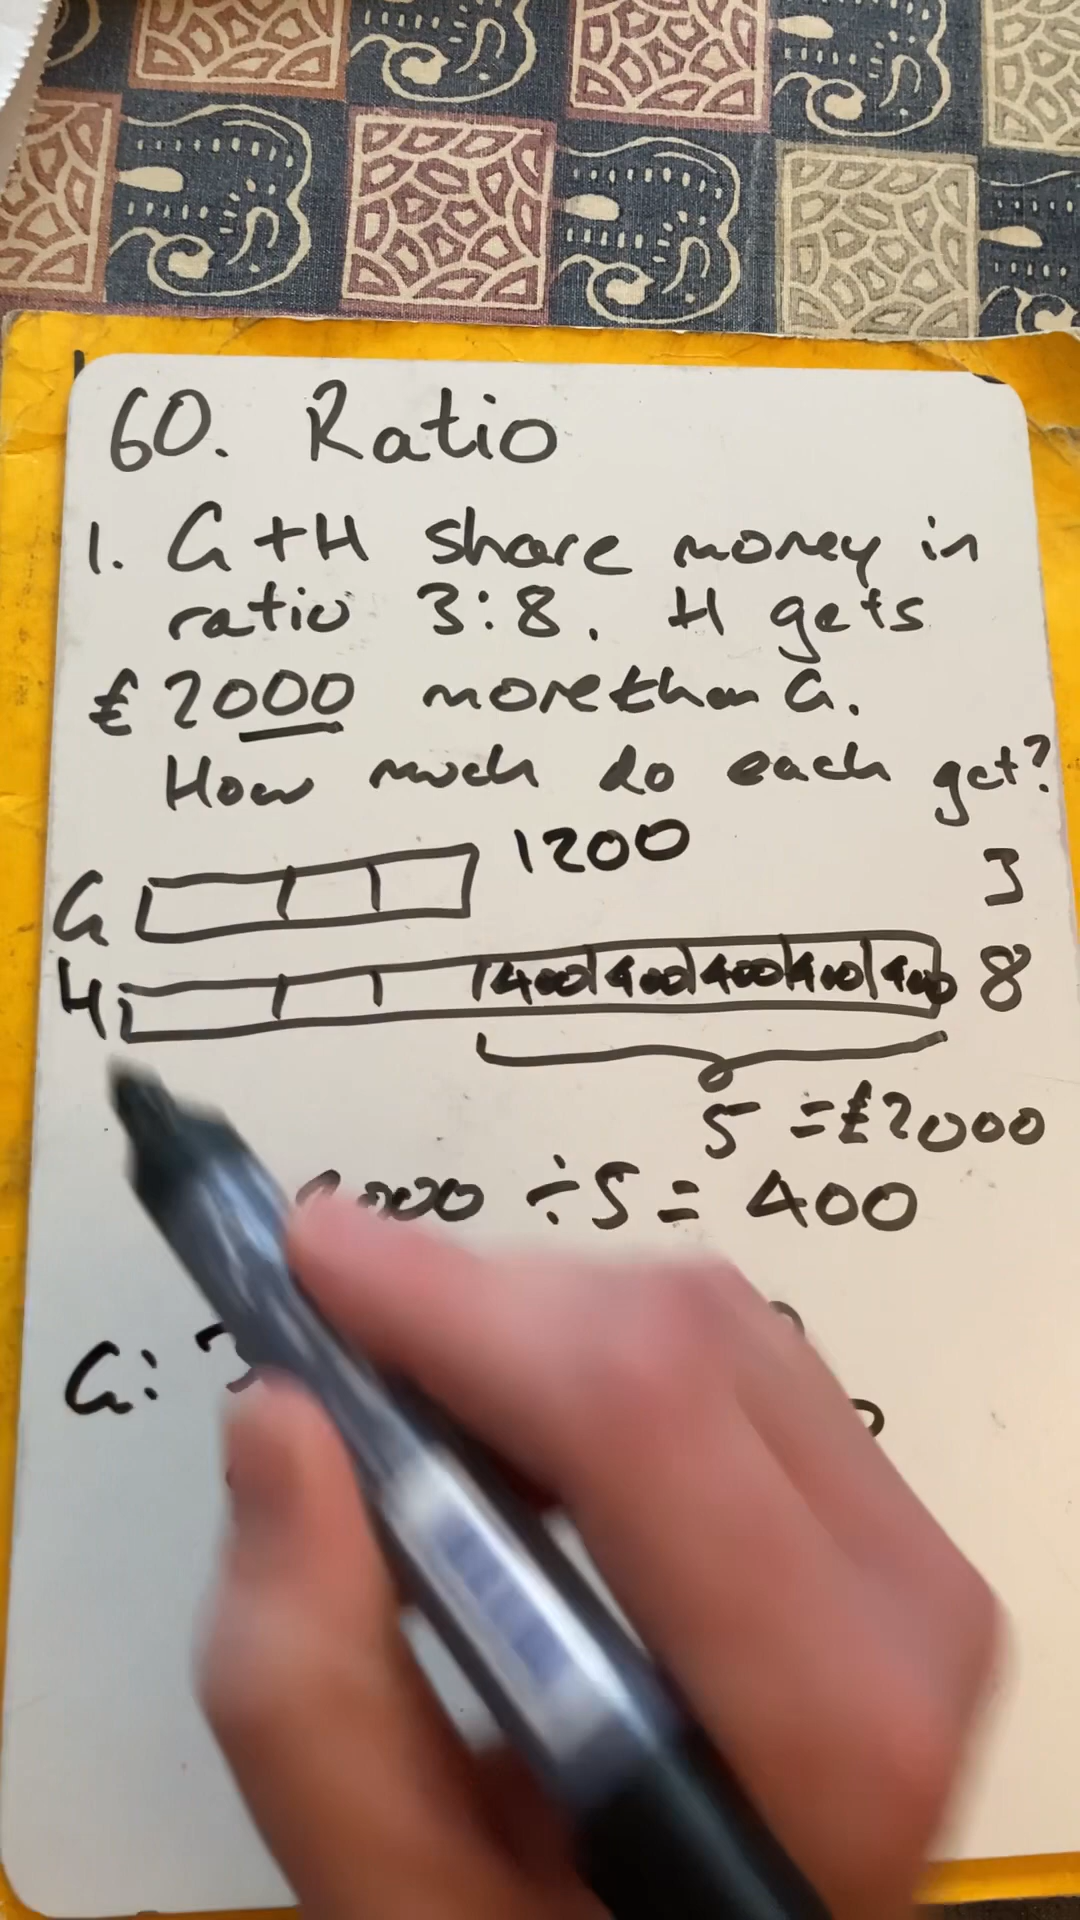 60. Ratio
1. G+H share money in
ratio 3:8. H gets
£2000 more than G.
How much do each get?
G 1200 3
H 400 400 400 400 400 8
5 = £2000
÷5 = 400
G: 3